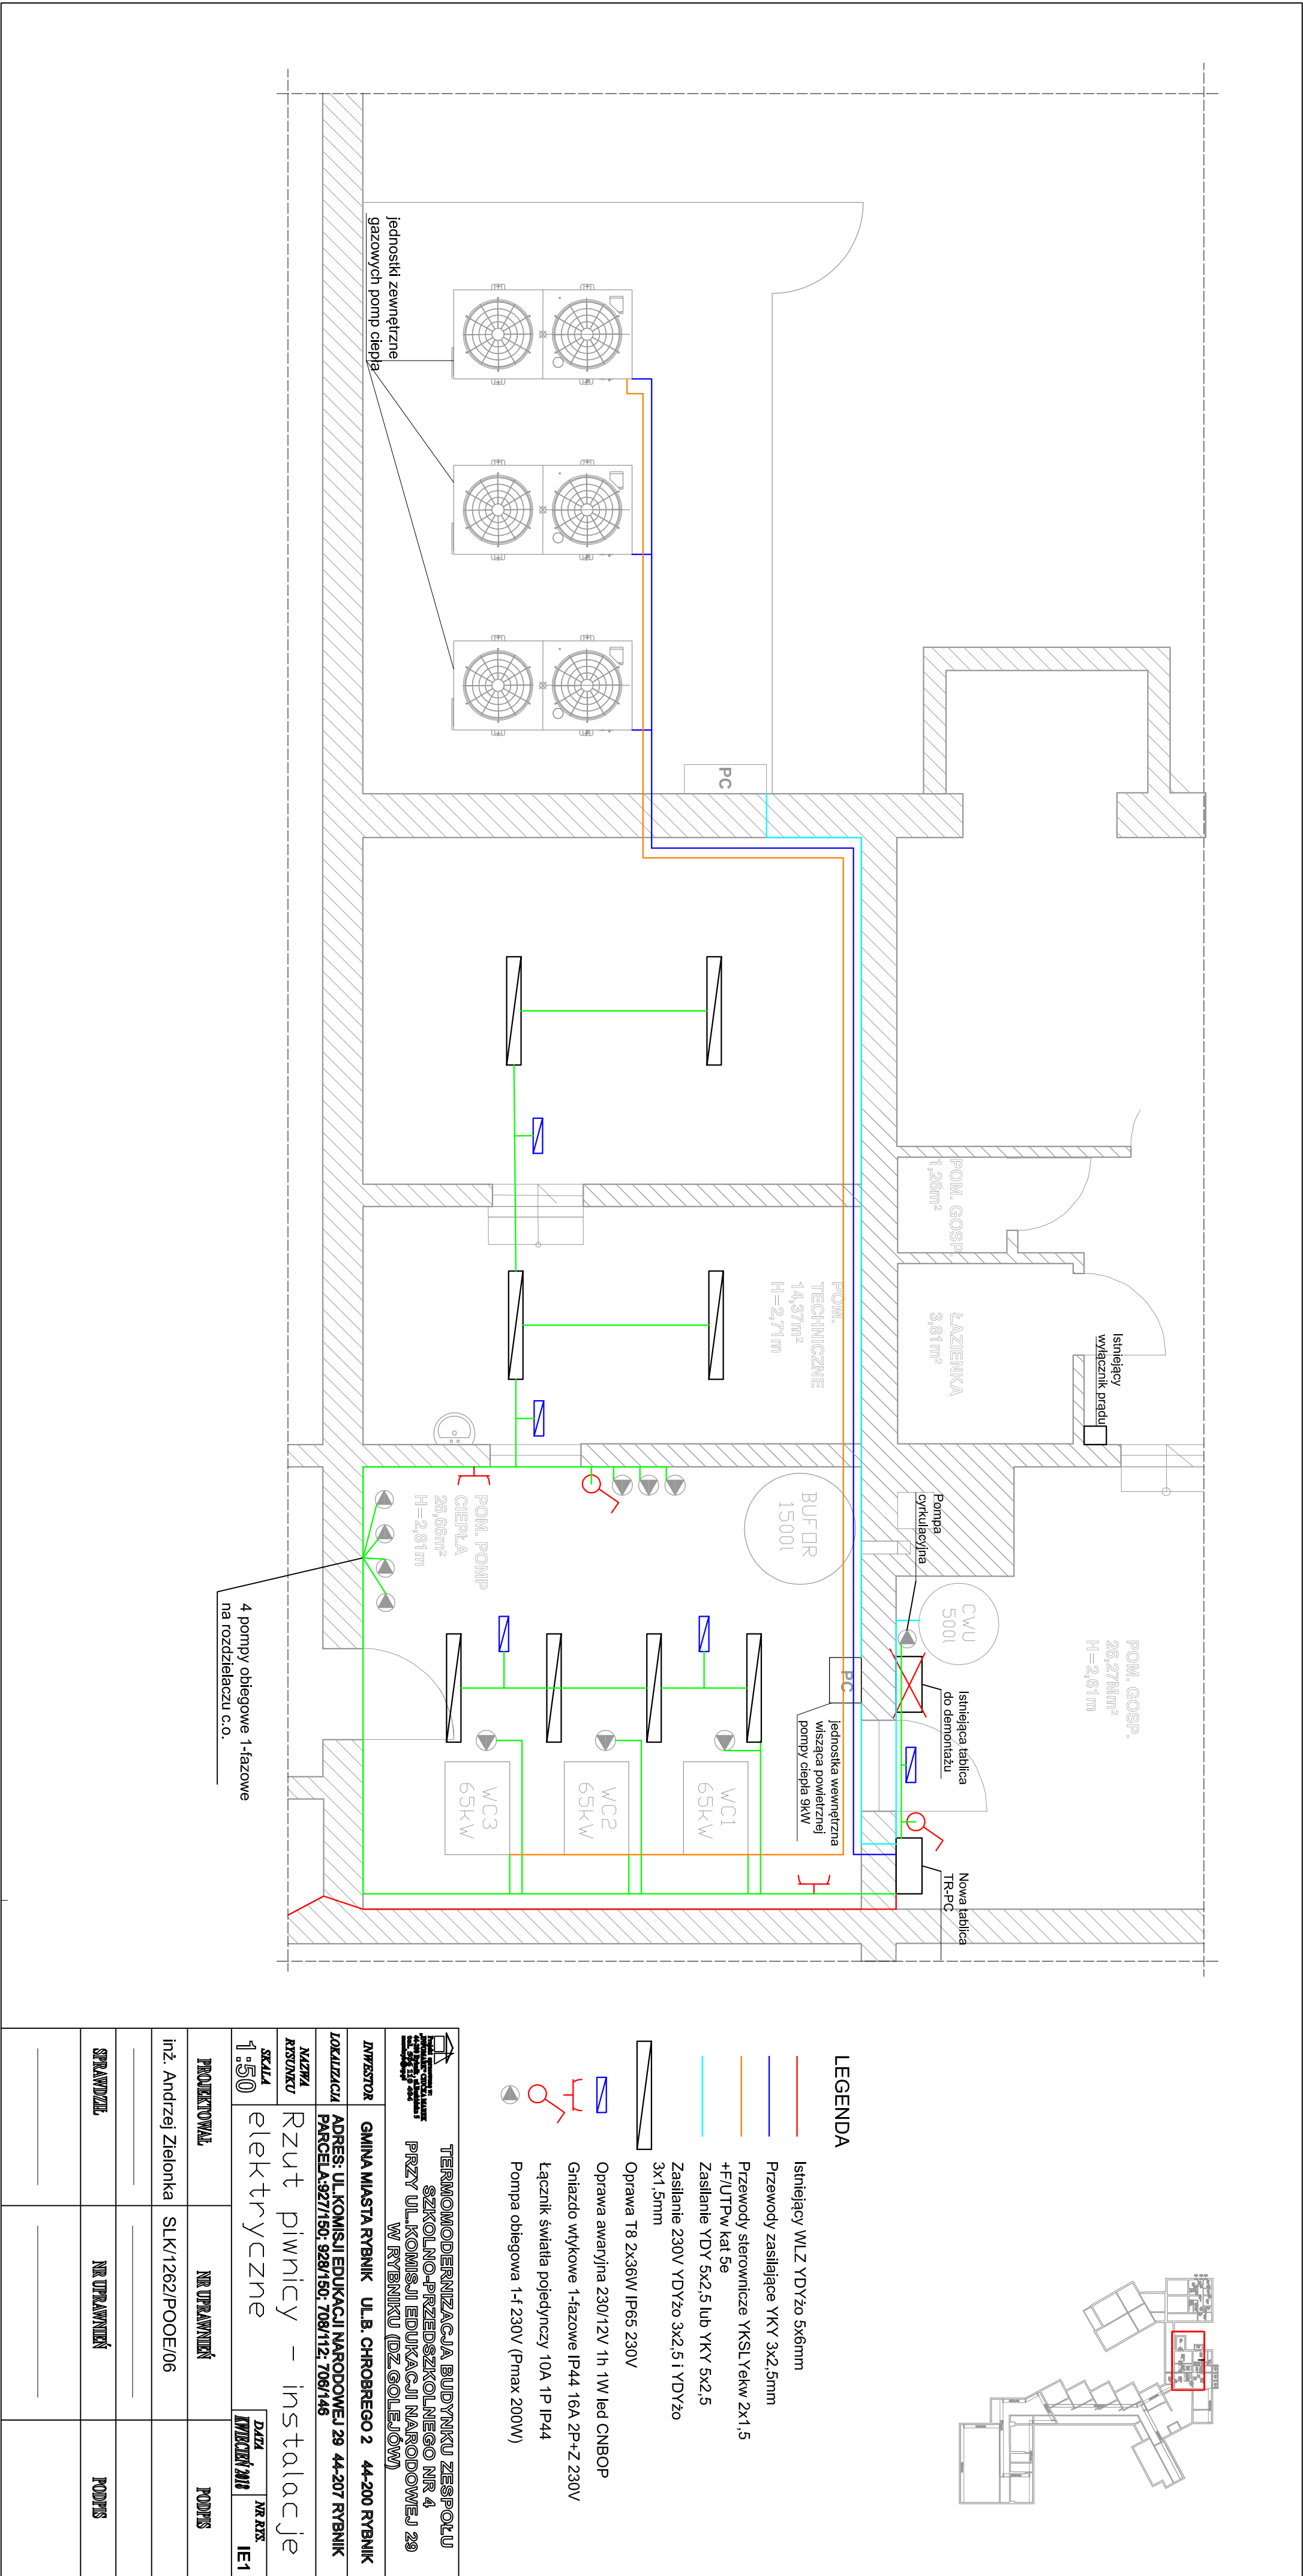 jednostki zewnętrzne
gazowych pomp ciepła
PC
POM. GOSP.
1,26m²
ŁAZIENKA
3,81m²
Istniejący
wyłącznik prądu
POM.
TECHNICZNE
14,37m²
H=2,71m
POM. POMP
CIEPŁA
26,66m²
H=2,81m
BUFOR
1500l
Pompa
cyrkulacyjna
CWU
500l
POM. GOSP.
H=2,61m
Istniejąca tablica
do demontażu
Nowa tablica
TR-PC
PC
jednostka wewnętrzna
wisząca powietrznej
pompy ciepła 9kW
WC1
65kW
WC2
65kW
WC3
65kW
4 pompy obiegowe 1-fazowe
na rozdzielaczu c.o.
LEGENDA
Istniejący WLZ YDYżo 5x6mm
Przewody zasilające YKY 3x2,5mm
Przewody sterownicze YKSLYekw 2x1,5
+F/UTPw kat 5e
Zasilanie YDY 5x2,5 lub YKY 5x2,5
Zasilanie 230V YDYżo 3x2,5 i YDYżo
3x1,5mm
Oprawa T8 2x36W IP65 230V
Oprawa awaryjna 230/12V 1h 1W led CNBOP
Gniazdo wtykowe 1-fazowe IP44 16A 2P+Z 230V
Łącznik światła pojedynczy 10A 1P IP44
Pompa obiegowa 1-f 230V (Pmax 200W)
TERMOMODERNIZACJA BUDYNKU ZESPOŁU
SZKOLNO-PRZEDSZKOLNEGO NR 4
PRZY UL.KOMISJI EDUKACJI NARODOWEJ 29
W RYBNIKU (DZ.GOLEJÓW)
INWESTOR GMINA MIASTA RYBNIK UL.B. CHROBREGO 2 44-200 RYBNIK
LOKALIZACJA ADRES: UL.KOMISJI EDUKACJI NARODOWEJ 29 44-207 RYBNIK
PARCELA:927/150; 928/150; 708/112; 706/146
NAZWA
RYSUNKU
Rzut piwnicy - instalacje
elektryczne
SKALA
1:50
DATA
KWIECIEŃ 2018
NR RYS.
IE1
PROJEKTOWAŁ NR UPRAWNIEŃ PODPIS
inż. Andrzej Zielonka SLK/1262/POOE/06
SPRAWDZIŁ NR UPRAWNIEŃ PODPIS